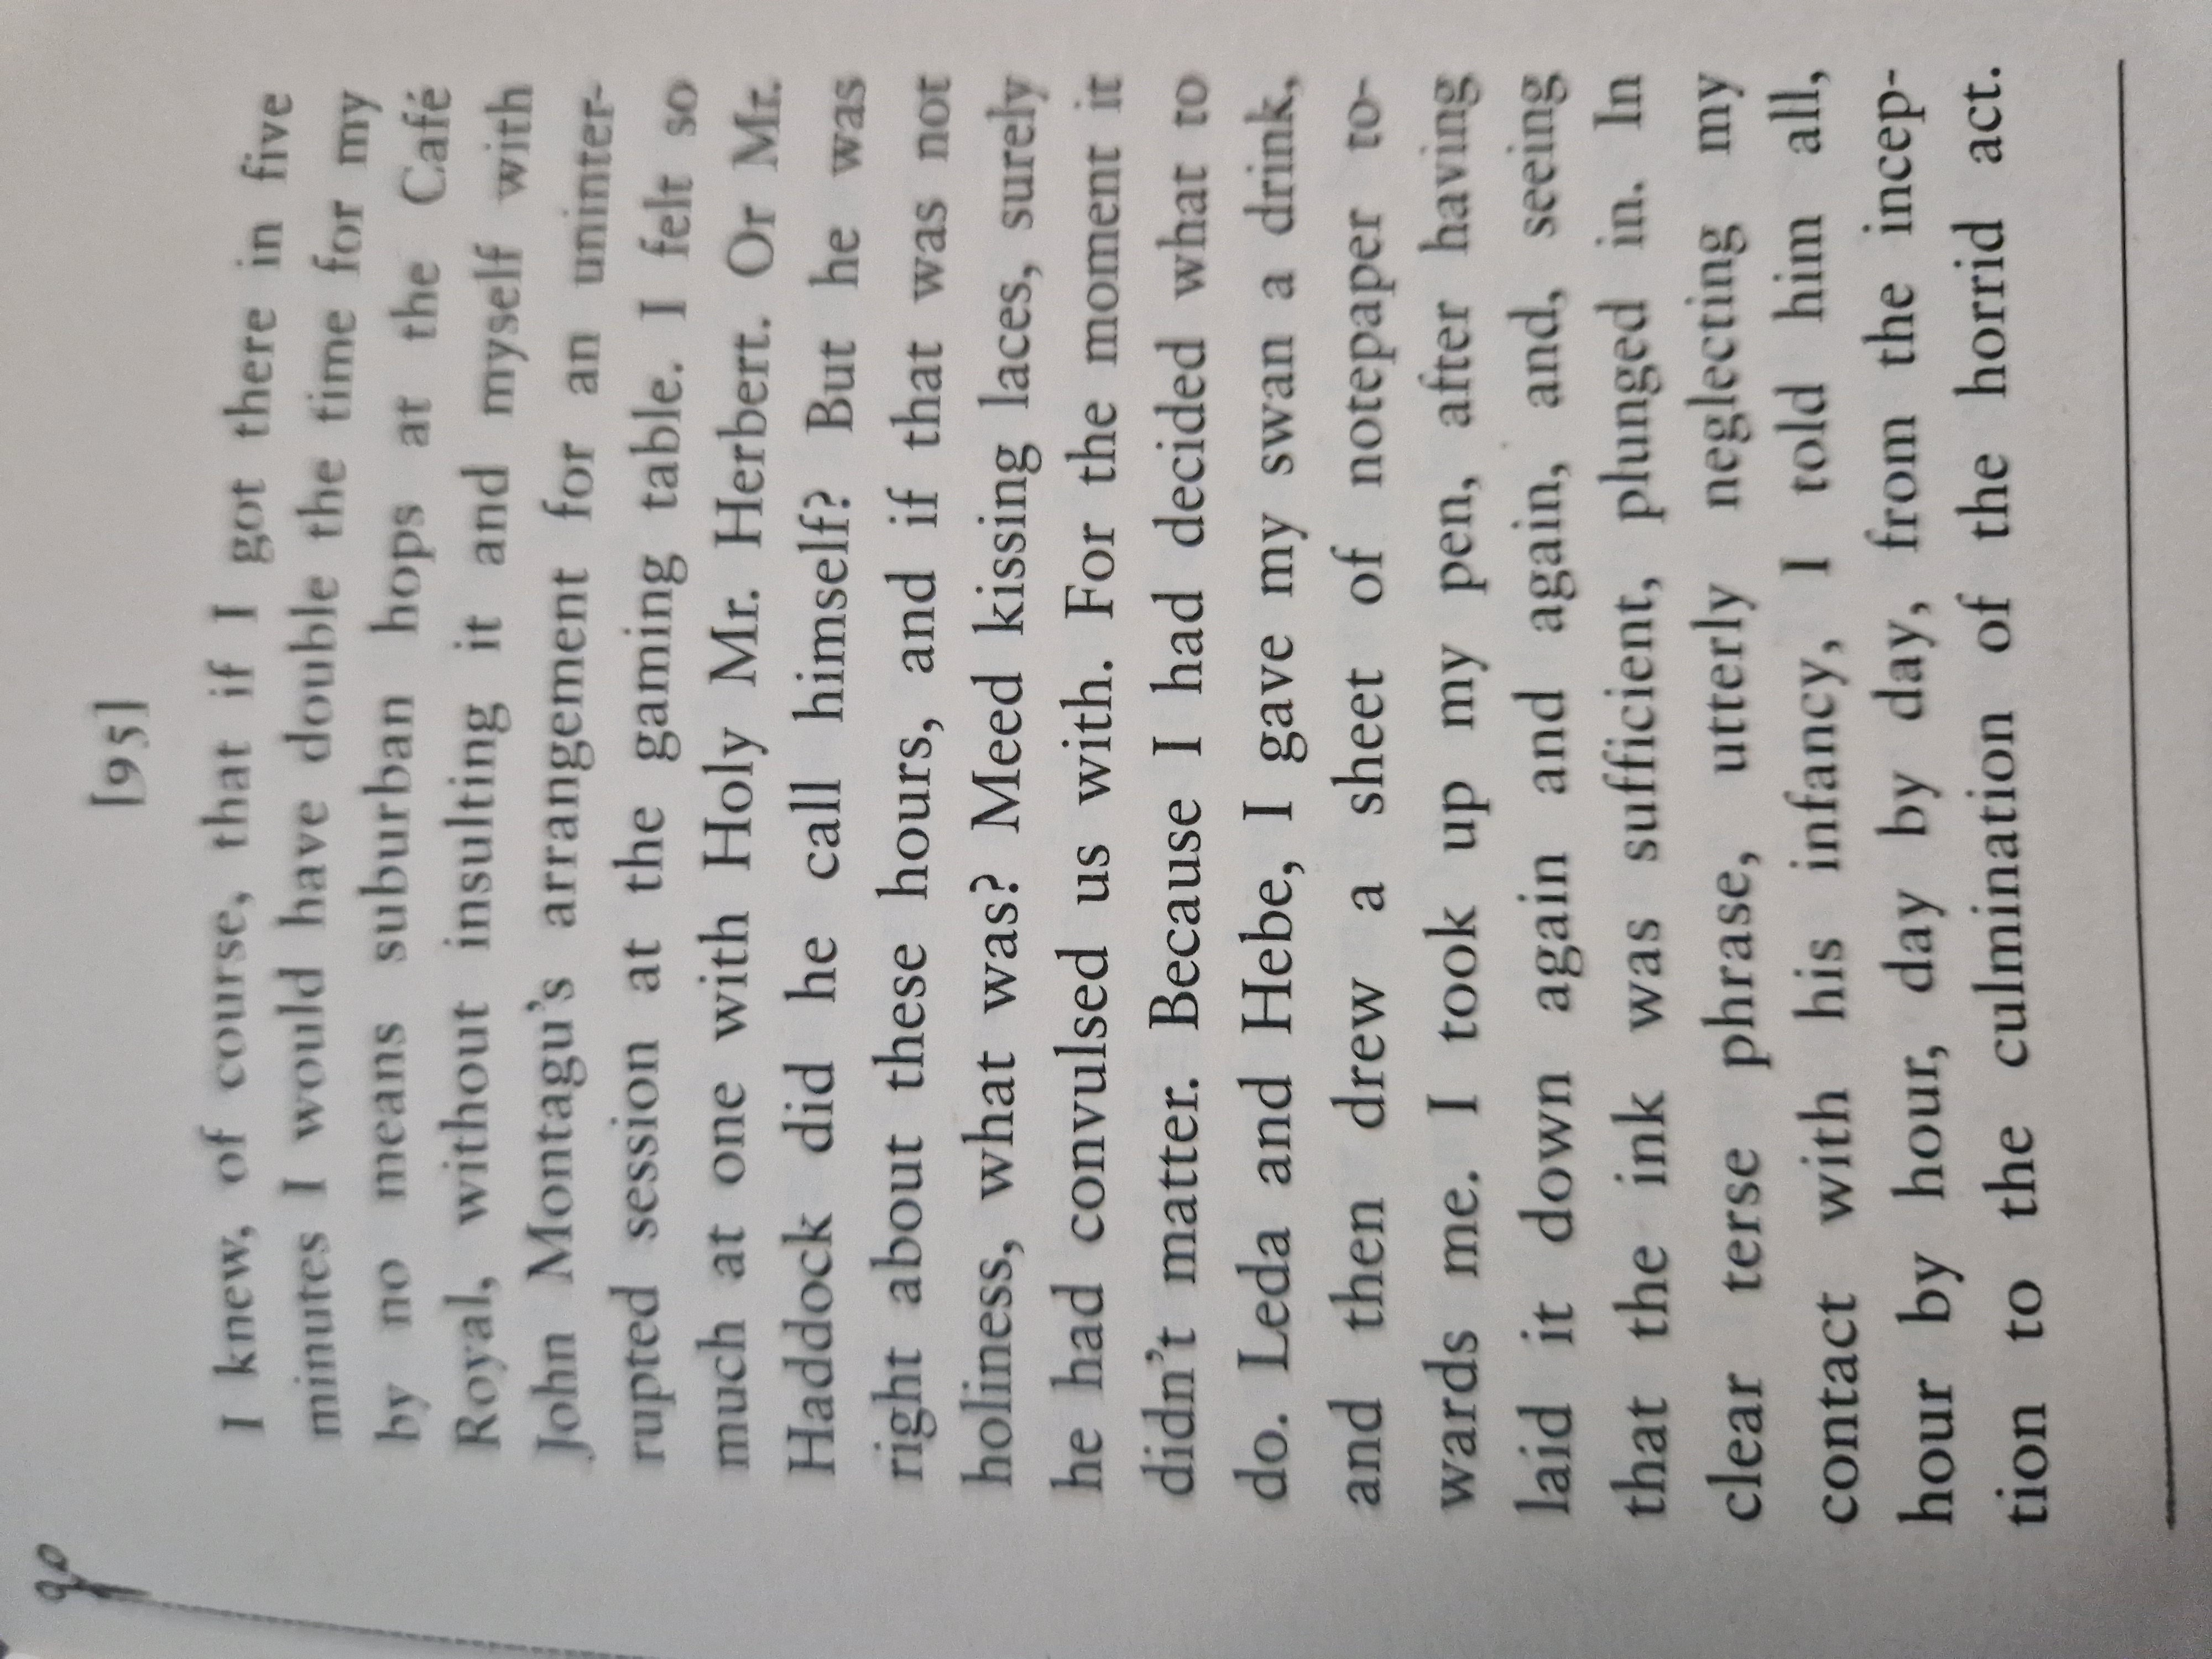 [95]
I knew, of course, that if I got there in five
minutes I would have double the time for my
by no means suburban hops at the Café
Royal, without insulting it and myself with
John Montagu's arrangement for an uninter-
rupted session at the gaming table. I felt so
much at one with Holy Mr. Herbert. Or Mr.
Haddock did he call himself? But he was
right about these hours, and if that was not
holiness, what was? Meed kissing laces, surely
he had convulsed us with. For the moment it
didn't matter. Because I had decided what to
do. Leda and Hebe, I gave my swan a drink,
and then drew a sheet of notepaper to-
wards me. I took up my pen, after having
laid it down again and again, and, seeing
that the ink was sufficient, plunged in. In
clear terse phrase, utterly neglecting my
contact with his infancy, I told him all,
hour by hour, day by day, from the incep-
tion to the culmination of the horrid act.